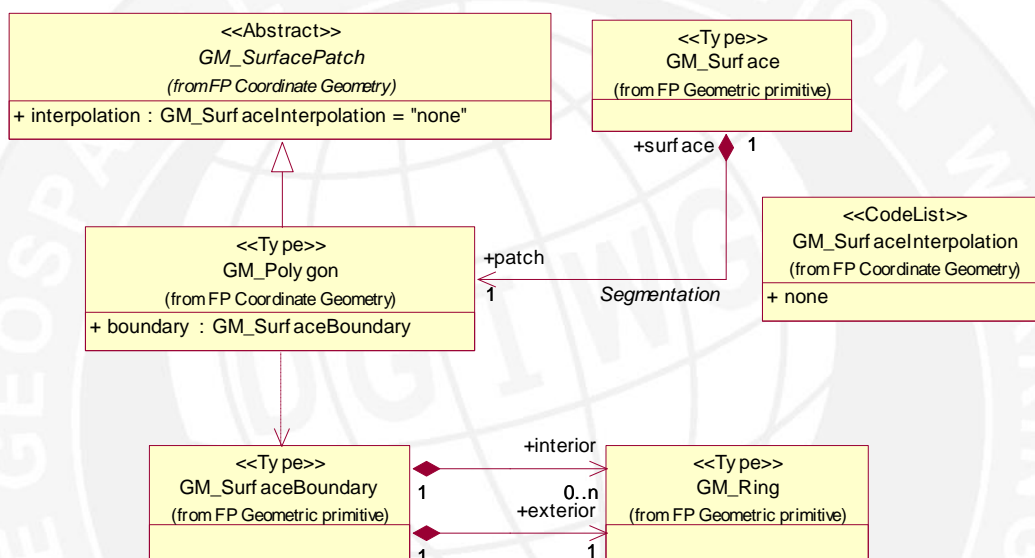 <<Abstract>>
GM_SurfacePatch
(from FP Coordinate Geometry)
+ interpolation : GM_SurfaceInterpolation = "none"
<<Type>>
GM_Surface
(from FP Geometric primitive)
+surface 1
<<CodeList>>
GM_SurfaceInterpolation
(from FP Coordinate Geometry)
+ none
<<Type>>
GM_Polygon
(from FP Coordinate Geometry)
+ boundary : GM_SurfaceBoundary
+patch
1
Segmentation
<<Type>>
GM_SurfaceBoundary
(from FP Geometric primitive)
+interior
1 0..n
+exterior
1 1
<<Type>>
GM_Ring
(from FP Geometric primitive)
DGIWG